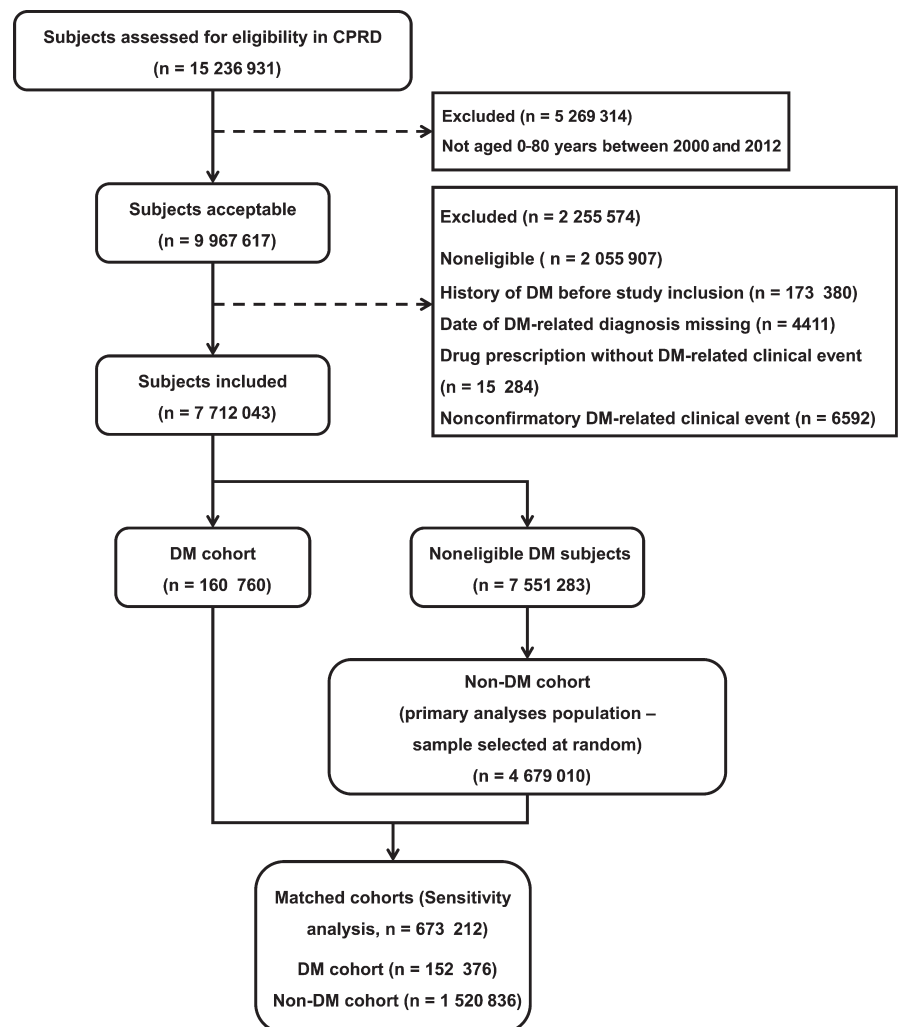 Subjects assessed for eligibility in CPRD
(n = 15 236 931)
Excluded (n = 5 269 314)
Not aged 0-80 years between 2000 and 2012
Subjects acceptable
(n = 9 967 617)
Excluded (n = 2 255 574)
Noneligible ( n = 2 055 907)
History of DM before study inclusion (n = 173 380)
Date of DM-related diagnosis missing (n = 4411)
Drug prescription without DM-related clinical event
(n = 15 284)
Nonconfirmatory DM-related clinical event (n = 6592)
Subjects included
(n = 7 712 043)
DM cohort
(n = 160 760)
Noneligible DM subjects
(n = 7 551 283)
Non-DM cohort
(primary analyses population –
sample selected at random)
(n = 4 679 010)
Matched cohorts (Sensitivity
analysis, n = 673 212)
DM cohort (n = 152 376)
Non-DM cohort (n = 1 520 836)